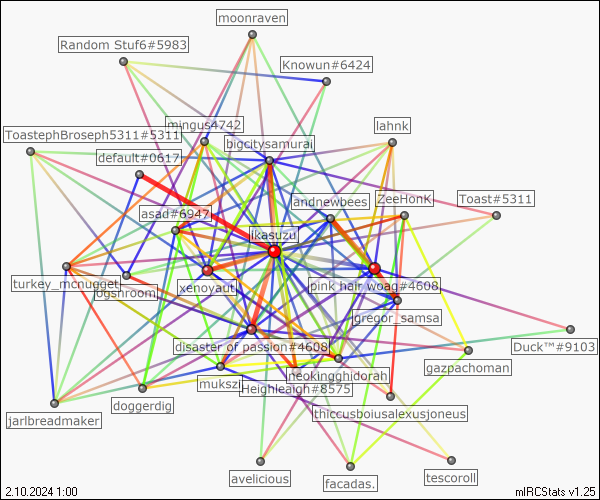 moonraven
Random Stuf6#5983
Knowun#6424
mingus4742
lahnk
ToastephBroseph5311#5311
bigcitysamurai
default#0617
andnewbees
ZeeHonK
Toast#5311
asad#6947
ikasuzu
turkey_mcnugget
ogshroom
xenoyaut
pink hair woag#4608
gregor_samsa
disaster of passion#4608
Duck™#9103
gazpachoman
mukszi
neokingghidorah
Heighleaigh#8575
doggerdig
thiccusboiusalexusjoneus
jarlbreadmaker
avelicious
facadas.
tescoroll
2.10.2024 1:00
mIRCStats v1.25